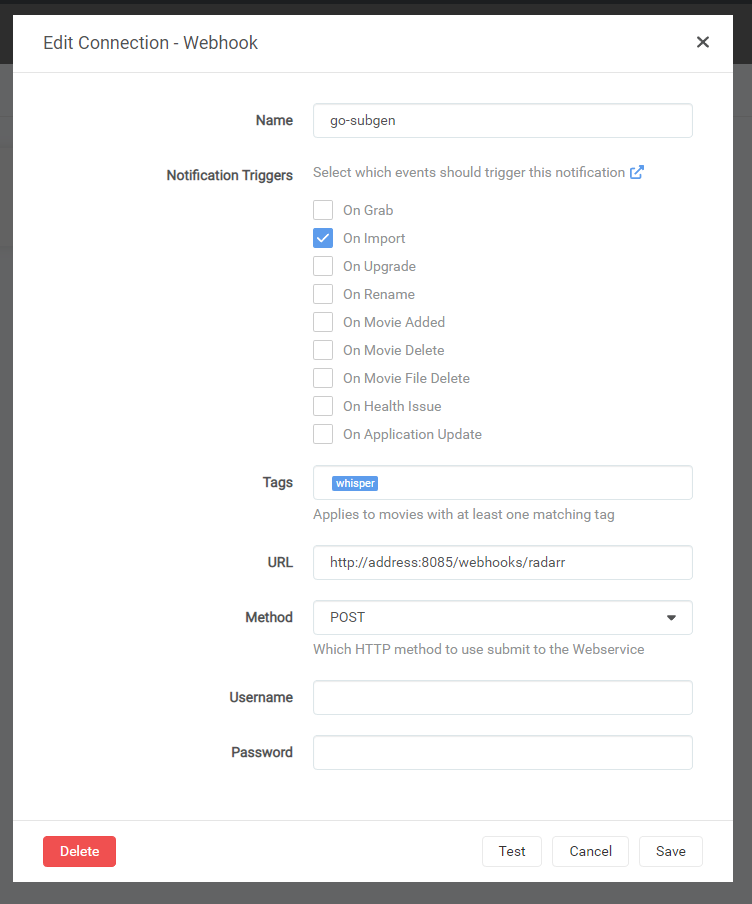 Edit Connection - Webhook
Name
go-subgen
Notification Triggers
Select which events should trigger this notification
On Grab
On Import
On Upgrade
On Rename
On Movie Added
On Movie Delete
On Movie File Delete
On Health Issue
On Application Update
Tags
whisper
Applies to movies with at least one matching tag
URL
http://address:8085/webhooks/radarr
Method
POST
Which HTTP method to use submit to the Webservice
Username
Password
Delete
Test
Cancel
Save